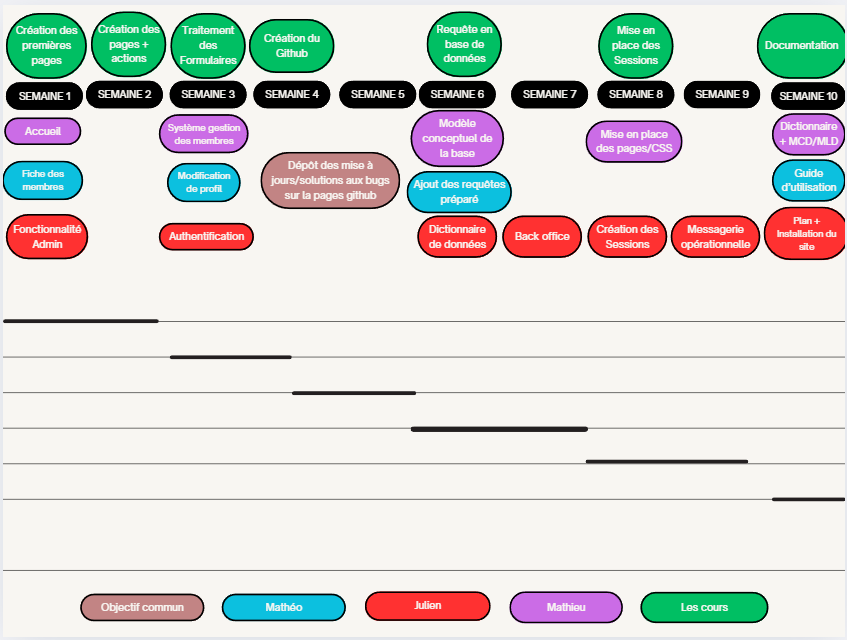 Création des
premières
pages
Création des
pages +
actions
Traitement
des
Formulaires
Création du
Github
Requête en
base de
données
Mise en
place des
Sessions
Documentation
SEMAINE 1
SEMAINE 2
SEMAINE 3
SEMAINE 4
SEMAINE 5
SEMAINE 6
SEMAINE 7
SEMAINE 8
SEMAINE 9
SEMAINE 10
Accueil
Système gestion
des membres
Modèle
conceptuel de
la base
Mise en place
des pages/CSS
Dictionnaire
+ MCD/MLD
Fiche des
membres
Modification
de profil
Dépôt des mise à
jours/solutions aux bugs
sur la pages github
Ajout des requêtes
préparé
Guide
d'utilisation
Fonctionnalité
Admin
Authentification
Dictionnaire
de données
Back office
Création des
Sessions
Messagerie
opérationnelle
Plan +
Installation du
site
Objectif commun
Mathéo
Julien
Mathieu
Les cours